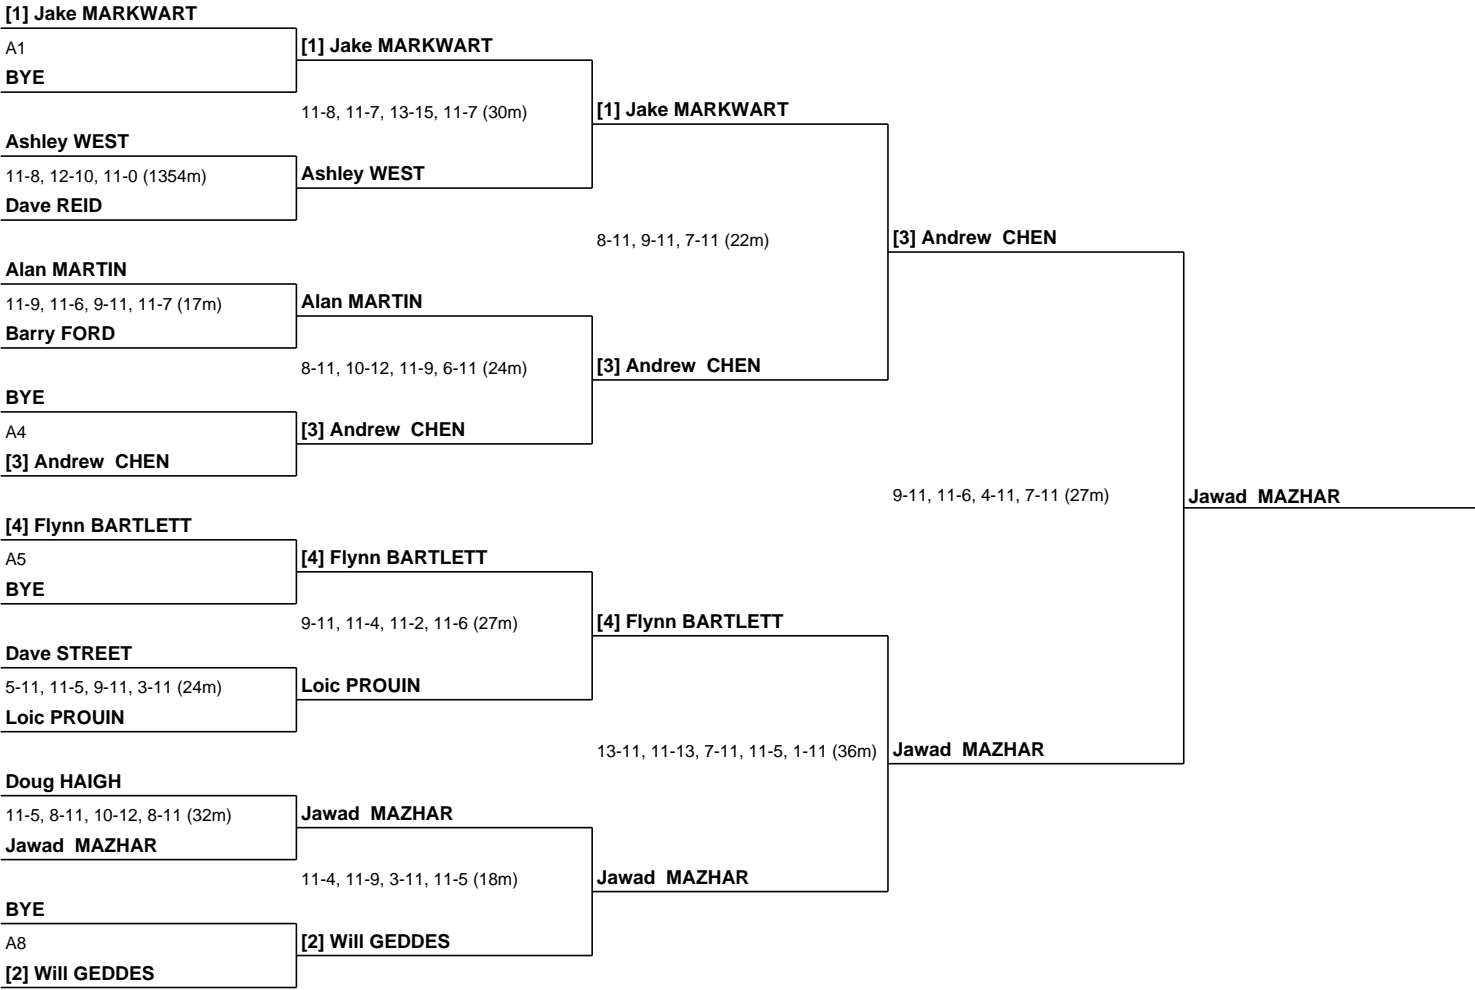 [1] Jake MARKWART
A1
BYE
Ashley WEST
11-8, 12-10, 11-0 (1354m)
Dave REID
Alan MARTIN
11-9, 11-6, 9-11, 11-7 (17m)
Barry FORD
BYE
A4
[3] Andrew CHEN
[4] Flynn BARTLETT
A5
BYE
Dave STREET
5-11, 11-5, 9-11, 3-11 (24m)
Loic PROUIN
Doug HAIGH
11-5, 8-11, 10-12, 8-11 (32m)
Jawad MAZHAR
BYE
A8
[2] Will GEDDES
[1] Jake MARKWART
11-8, 11-7, 13-15, 11-7 (30m)
Ashley WEST
Alan MARTIN
8-11, 10-12, 11-9, 6-11 (24m)
[3] Andrew CHEN
[4] Flynn BARTLETT
9-11, 11-4, 11-2, 11-6 (27m)
Loic PROUIN
Jawad MAZHAR
11-4, 11-9, 3-11, 11-5 (18m)
[2] Will GEDDES
[1] Jake MARKWART
8-11, 9-11, 7-11 (22m)
[3] Andrew CHEN
[4] Flynn BARTLETT
13-11, 11-13, 7-11, 11-5, 1-11 (36m)
Jawad MAZHAR
[3] Andrew CHEN
9-11, 11-6, 4-11, 7-11 (27m)
Jawad MAZHAR
Jawad MAZHAR